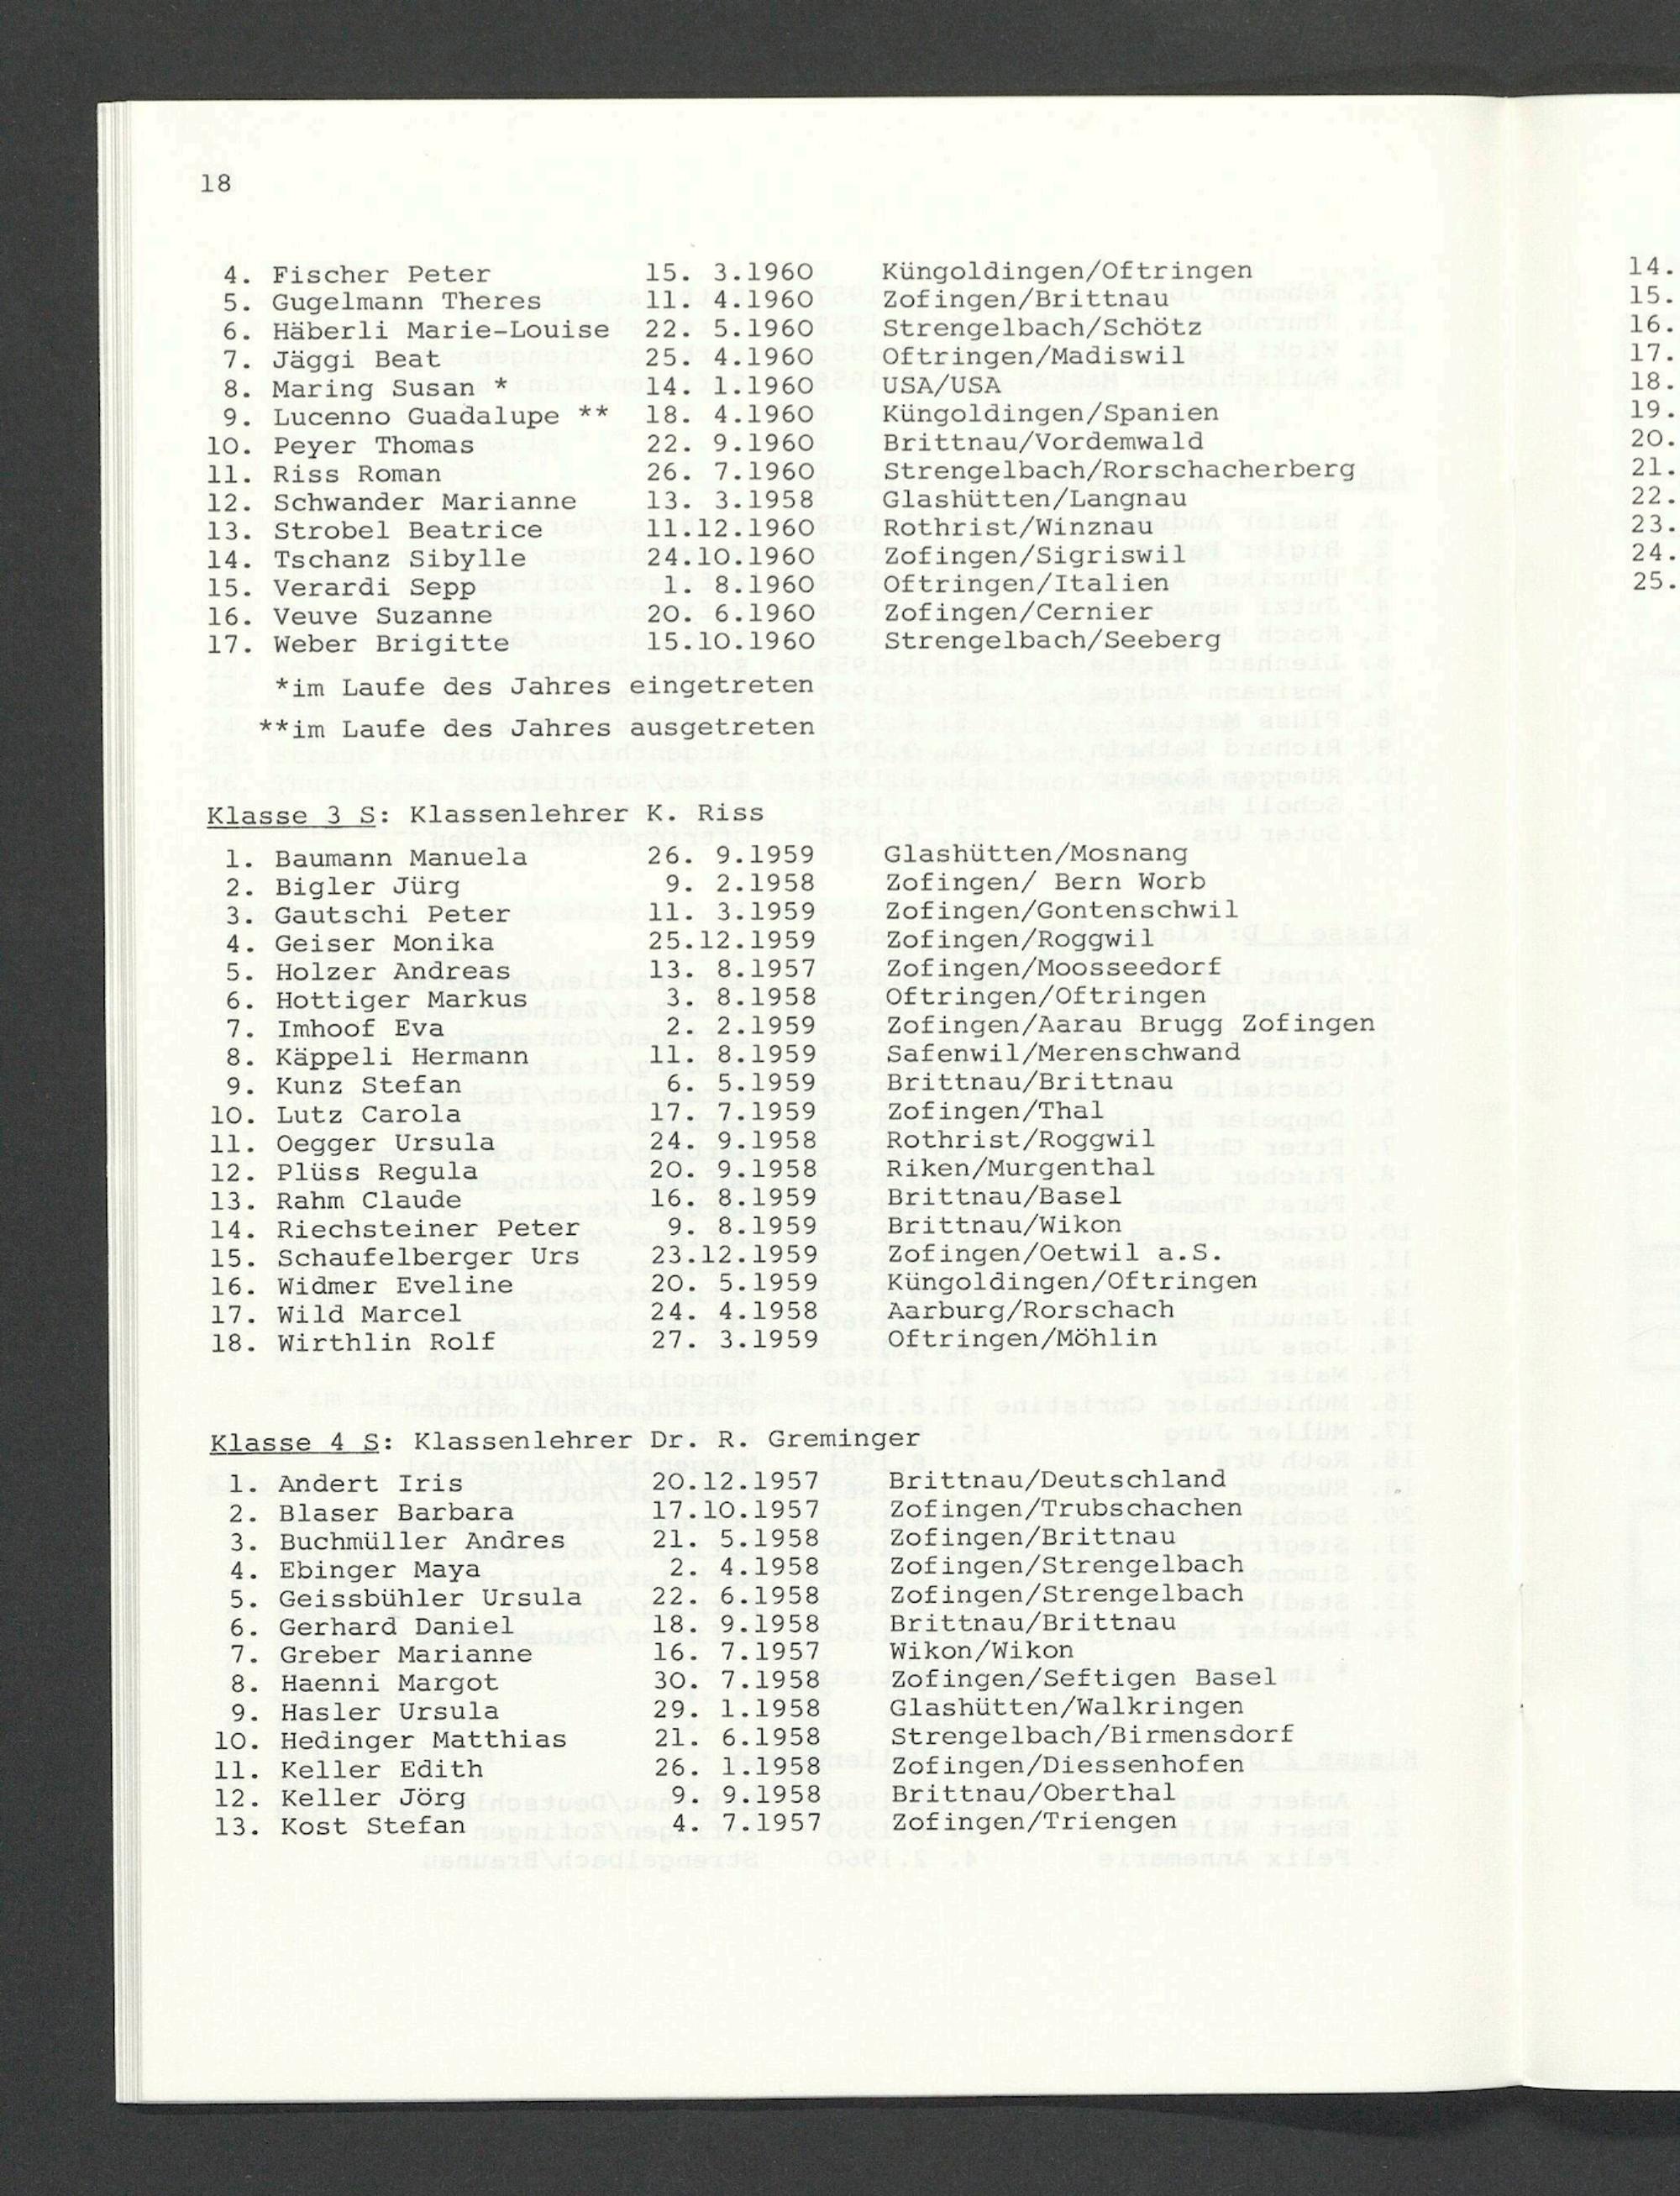 18
4. Fischer Peter 15. 3.1960 Küngoldingen/Oftringen
5. Gugelmann Theres 11. 4.1960 Zofingen/Brittnau
6. Häberli Marie-Louise 22. 5.1960 Strengelbach/Schötz
7. Jäggi Beat 25. 4.1960 Oftringen/Madiswil
8. Maring Susan * 14. 1.1960 USA/USA
9. Lucenno Guadalupe ** 18. 4.1960 Küngoldingen/Spanien
10. Peyer Thomas 22. 9.1960 Brittnau/Vordemwald
11. Riss Roman 26. 7.1960 Strengelbach/Rorschacherberg
12. Schwander Marianne 13. 3.1958 Glashütten/Langnau
13. Strobel Beatrice 11.12.1960 Rothrist/Winznau
14. Tschanz Sibylle 24.10.1960 Zofingen/Sigriswil
15. Verardi Sepp 1. 8.1960 Oftringen/Italien
16. Veuve Suzanne 20. 6.1960 Zofingen/Cernier
17. Weber Brigitte 15.10.1960 Strengelbach/Seeberg
*im Laufe des Jahres eingetreten
**im Laufe des Jahres ausgetreten
Klasse 3 S: Klassenlehrer K. Riss
1. Baumann Manuela 26. 9.1959 Glashütten/Mosnang
2. Bigler Jürg 9. 2.1958 Zofingen/ Bern Worb
3. Gautschi Peter 11. 3.1959 Zofingen/Gontenschwil
4. Geiser Monika 25.12.1959 Zofingen/Roggwil
5. Holzer Andreas 13. 8.1957 Zofingen/Moosseedorf
6. Hottiger Markus 3. 8.1958 Oftringen/Oftringen
7. Imhoof Eva 2. 2.1959 Zofingen/Aarau Brugg Zofingen
8. Käppeli Hermann 11. 8.1959 Safenwil/Merenschwand
9. Kunz Stefan 6. 5.1959 Brittnau/Brittnau
10. Lutz Carola 17. 7.1959 Zofingen/Thal
11. Oegger Ursula 24. 9.1958 Rothrist/Roggwil
12. Plüss Regula 20. 9.1958 Riken/Murgenthal
13. Rahm Claude 16. 8.1959 Brittnau/Basel
14. Riechsteiner Peter 9. 8.1959 Brittnau/Wikon
15. Schaufelberger Urs 23.12.1959 Zofingen/Oetwil a.S.
16. Widmer Eveline 20. 5.1959 Küngoldingen/Oftringen
17. Wild Marcel 24. 4.1958 Aarburg/Rorschach
18. Wirthlin Rolf 27. 3.1959 Oftringen/Möhlin
Klasse 4 S: Klassenlehrer Dr. R. Greminger
1. Andert Iris 20.12.1957 Brittnau/Deutschland
2. Blaser Barbara 17.10.1957 Zofingen/Trubschachen
3. Buchmüller Andres 21. 5.1958 Zofingen/Brittnau
4. Ebinger Maya 2. 4.1958 Zofingen/Strengelbach
5. Geissbühler Ursula 22. 6.1958 Zofingen/Strengelbach
6. Gerhard Daniel 18. 7.1958 Brittnau/Brittnau
7. Greber Marianne 16. 7.1957 Wikon/Wikon
8. Haenni Margot 30. 7.1958 Zofingen/Seftigen Basel
9. Hasler Ursula 29. 1.1958 Glashütten/Walkringen
10. Hedinger Matthias 21. 6.1958 Strengelbach/Birmensdorf
11. Keller Edith 26. 1.1958 Zofingen/Diessenhofen
12. Keller Jörg 9. 9.1958 Brittnau/Oberthal
13. Kost Stefan 4. 7.1957 Zofingen/Triengen
14.
15.
16.
17.
18.
19.
20.
21.
22.
23.
24.
25.